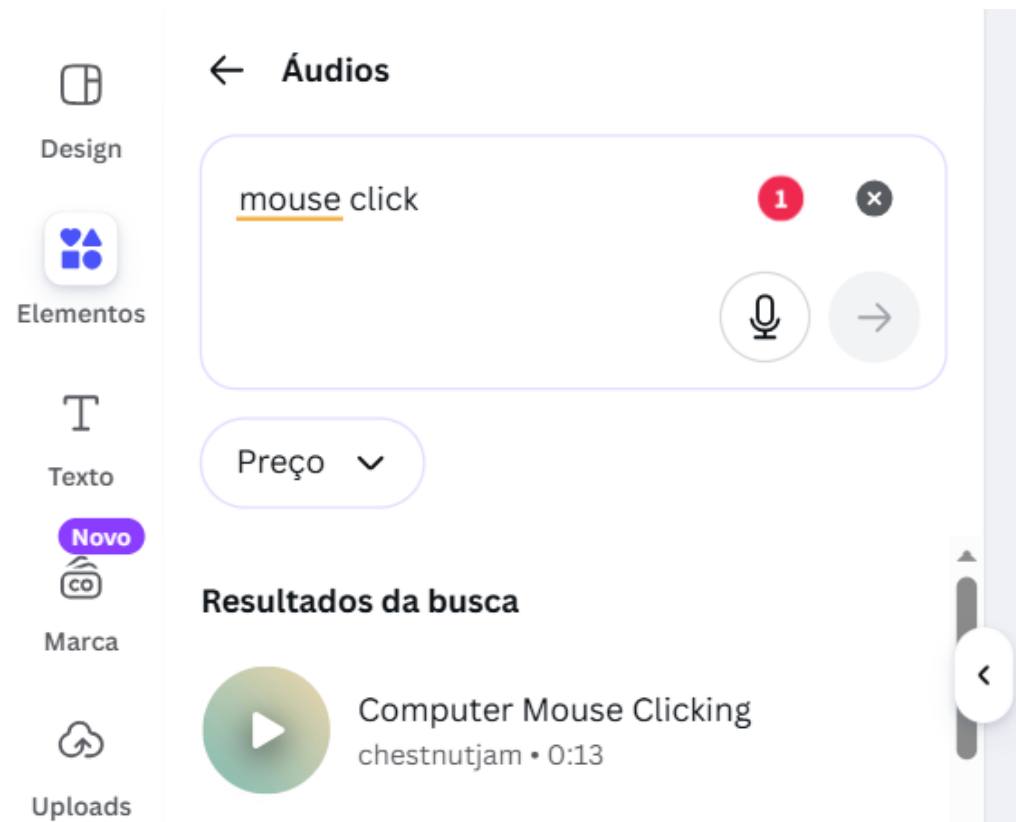 Design
Elementos
Texto
Novo
CO
Marca
Uploads
Áudios
mouse click
1
Preço
Resultados da busca
Computer Mouse Clicking
chestnutjam • 0:13